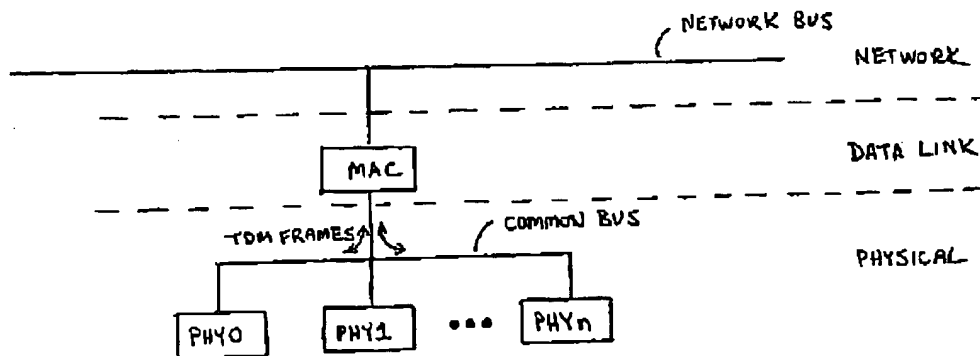 NETWORK BUS
NETWORK
MAC
DATA LINK
TDM FRAMES
COMMON BUS
PHYSICAL
PHY0
PHY1
PHYn